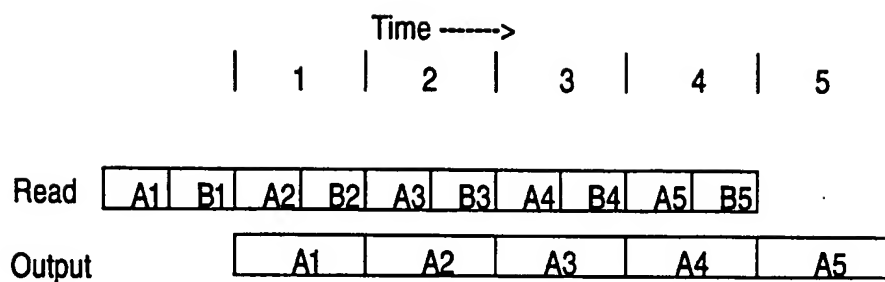 Time ------->
| 1 | 2 | 3 | 4 | 5
Read A1 B1 A2 B2 A3 B3 A4 B4 A5 B5
Output A1 A2 A3 A4 A5